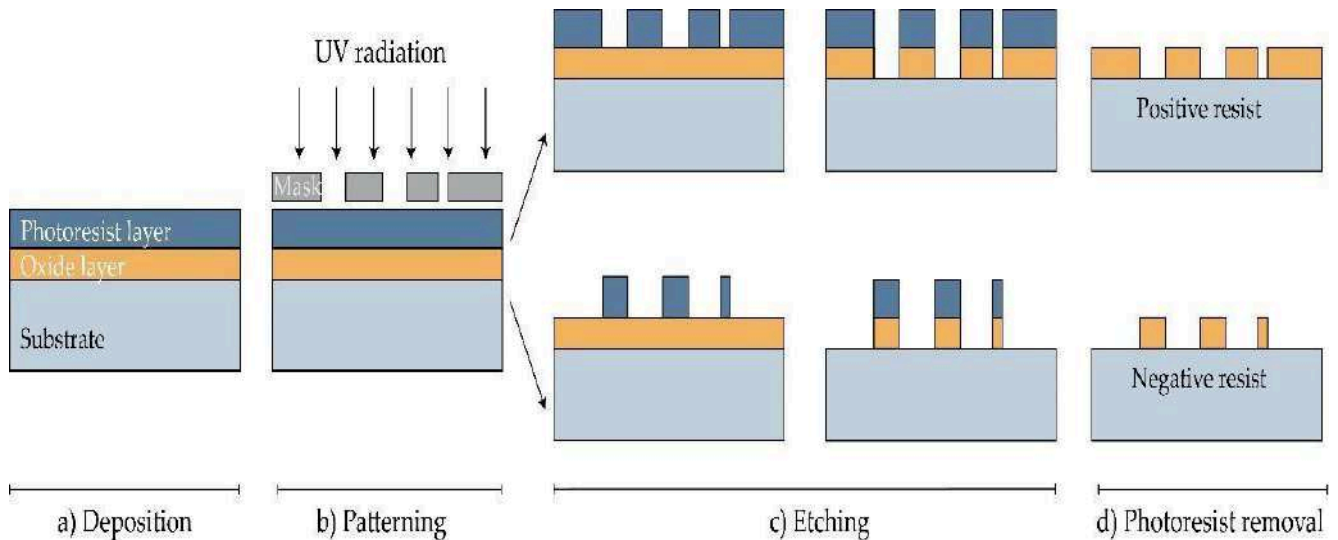 UV radiation
Mask
Photoresist layer
Oxide layer
Substrate
Positive resist
Negative resist
a) Deposition
b) Patterning
c) Etching
d) Photoresist removal